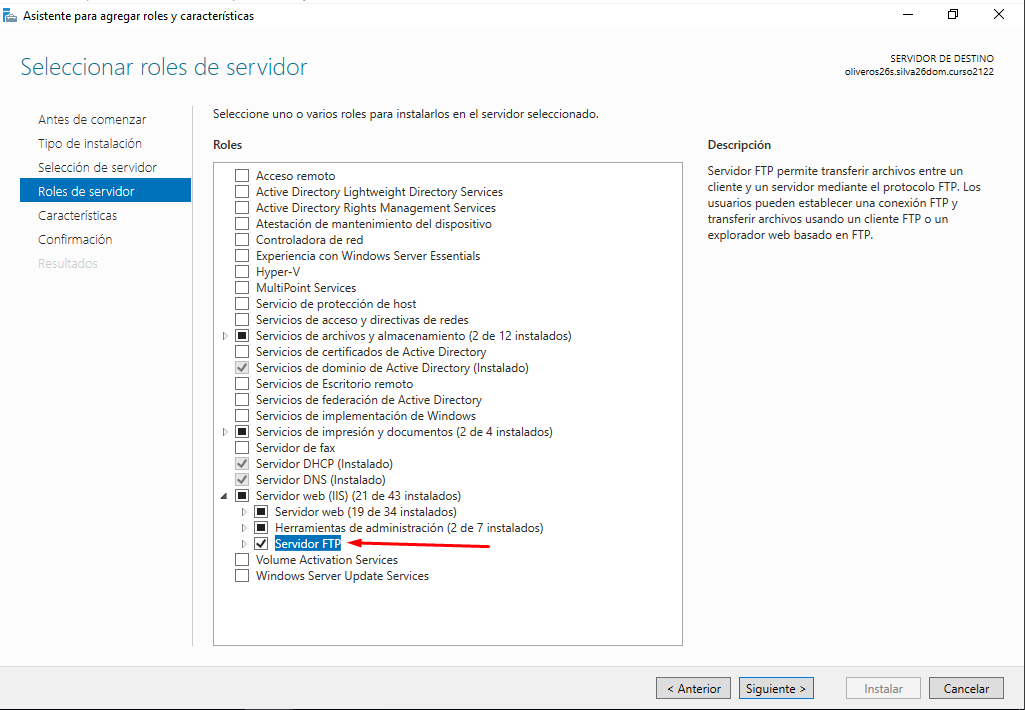 Asistente para agregar roles y características
Seleccionar roles de servidor
SERVIDOR DE DESTINO
oliveros26s.silva26dom.curso2122
Antes de comenzar
Tipo de instalación
Selección de servidor
Roles de servidor
Características
Confirmación
Resultados
Seleccione uno o varios roles para instalarlos en el servidor seleccionado.
Roles
Acceso remoto
Active Directory Lightweight Directory Services
Active Directory Rights Management Services
Atestación de mantenimiento del dispositivo
Controladora de red
Experiencia con Windows Server Essentials
Hyper-V
MultiPoint Services
Servicio de protección de host
Servicios de acceso y directivas de redes
Servicios de archivos y almacenamiento (2 de 12 instalados)
Servicios de certificados de Active Directory
Servicios de dominio de Active Directory (Instalado)
Servicios de Escritorio remoto
Servicios de federación de Active Directory
Servicios de implementación de Windows
Servicios de impresión y documentos (2 de 4 instalados)
Servidor de fax
Servidor DHCP (Instalado)
Servidor DNS (Instalado)
Servidor web (IIS) (21 de 43 instalados)
Servidor web (19 de 34 instalados)
Herramientas de administración (2 de 7 instalados)
Servidor FTP
Volume Activation Services
Windows Server Update Services
Descripción
Servidor FTP permite transferir archivos entre un
cliente y un servidor mediante el protocolo FTP. Los
usuarios pueden establecer una conexión FTP y
transferir archivos usando un cliente FTP o un
explorador web basado en FTP.
< Anterior
Siguiente >
Instalar
Cancelar